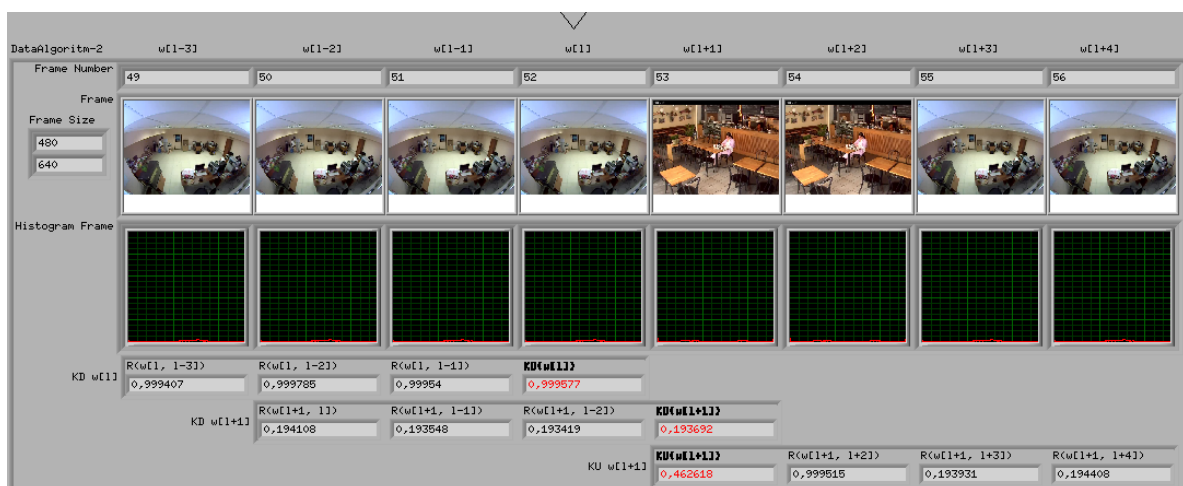 DataAlgoritm-2 w[l-3] w[l-2] w[l-1] w[l] w[l+1] w[l+2] w[l+3] w[l+4]
Frame Number 49 50 51 52 53 54 55 56
Frame
Frame Size
480
640
Histogram Frame
R(w[l, l-3]) R(w[l, l-2]) R(w[l, l-1]) KD(w[l])
KD w[l] 0,999407 0,999785 0,99954 0,999577
R(w[l+1, l]) R(w[l+1, l-1]) R(w[l+1, l-2]) KD(w[l+1])
KD w[l+1] 0,194108 0,193548 0,193419 0,193692
KU(w[l+1]) R(w[l+1, l+2]) R(w[l+1, l+3]) R(w[l+1, l+4])
KU w[l+1] 0,462618 0,999515 0,193931 0,194408